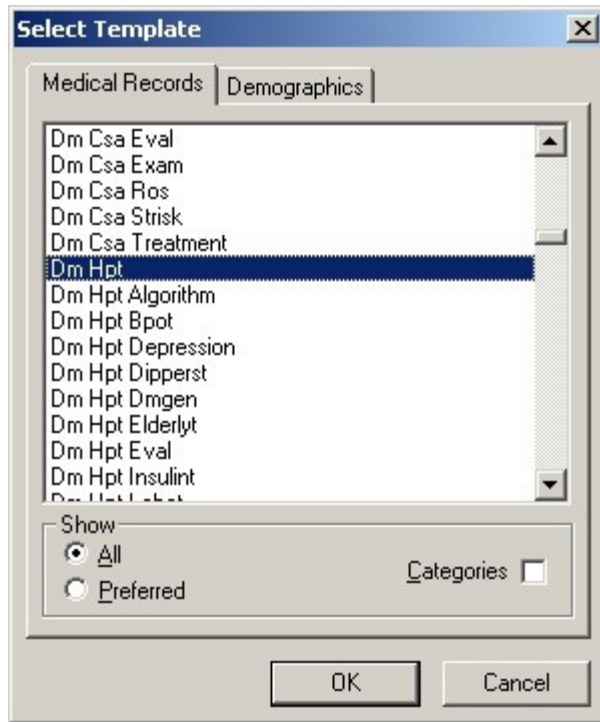 Select Template
Medical Records Demographics
Dm Csa Eval
Dm Csa Exam
Dm Csa Ros
Dm Csa Strisk
Dm Csa Treatment
Dm Hpt
Dm Hpt Algorithm
Dm Hpt Bpot
Dm Hpt Depression
Dm Hpt Dipperst
Dm Hpt Dmgen
Dm Hpt Elderlyt
Dm Hpt Eval
Dm Hpt Insulint
Dm Hpt
Show
All
Categories
Preferred
OK Cancel